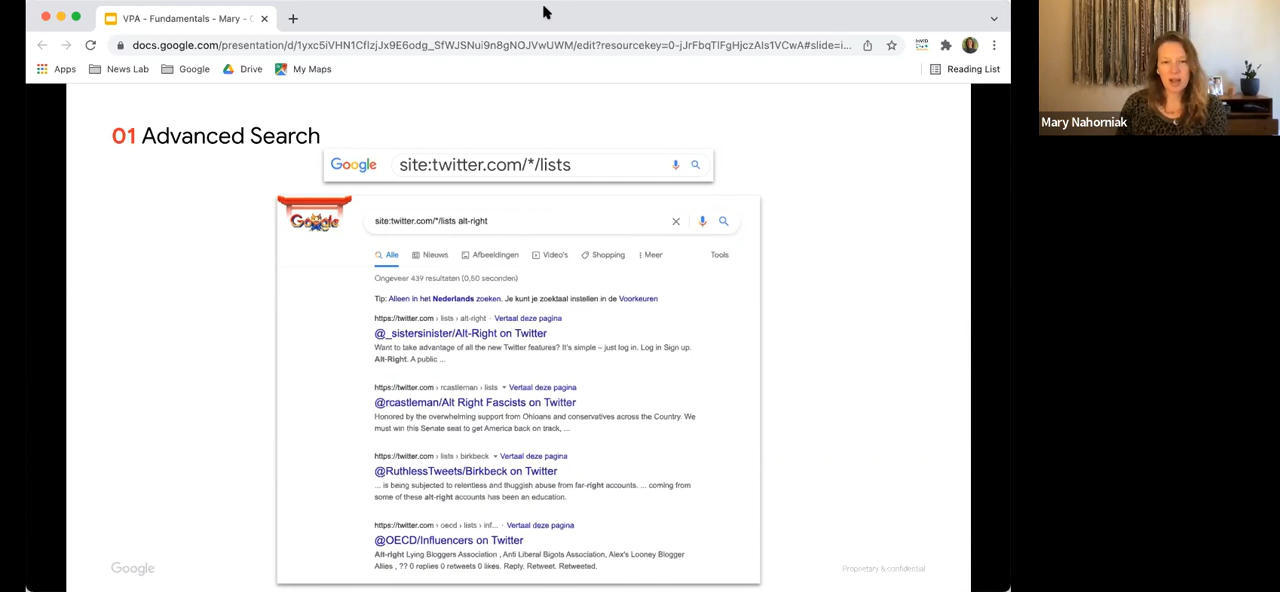 VPA - Fundamentals - Mary -
docs.google.com/presentation/d/1yxc5iVHN1CfIzjJx9E6odg_SfWJSNui9n8gNOJVwUWM/edit?resourcekey=0-jJrFbqTlFgHjczAls1VCwA#slide=i...
Apps News Lab Google Drive My Maps Reading List
Mary Nahorniak
01 Advanced Search
Google site:twitter.com/*/lists
Google site:twitter.com/*/lists alt-right
Alle Nieuws Afbeeldingen Video's Shopping Meer Tools
Ongeveer 439 resultaten (0,50 seconden)
Tip: Alleen in het Nederlands zoeken. Je kunt je zoektaal instellen in de Voorkeuren
https://twitter.com › lists › alt-right · Vertaal deze pagina
@_sistersinister/Alt-Right on Twitter
Want to take advantage of all the new Twitter features? It's simple – just log in. Log in Sign up.
Alt-Right. A public ...
https://twitter.com › rcastleman › lists Vertaal deze pagina
@rcastleman/Alt Right Fascists on Twitter
Honored by the overwhelming support from Ohioans and conservatives across the Country. We
must win this Senate seat to get America back on track, ...
https://twitter.com › lists › birkbeck Vertaal deze pagina
@RuthlessTweets/Birkbeck on Twitter
... is being subjected to relentless and thuggish abuse from far-right accounts. ... coming from
some of these alt-right accounts has been an education.
https://twitter.com › oecd › lists › inf... · Vertaal deze pagina
@OECD/Influencers on Twitter
Alt-right Lying Bloggers Association , Anti Liberal Bigots Association, Alex's Looney Blogger
Allies , ?? 0 replies 0 retweets 0 likes. Reply. Retweet. Retweeted.
Google Proprietary & confidential